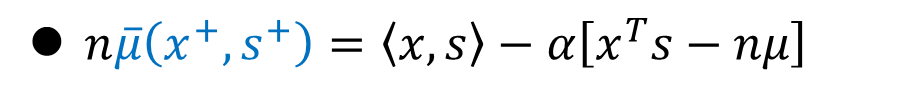 ● nμ̄(x⁺, s⁺) = ⟨x, s⟩ − α[xᵀs − nμ]